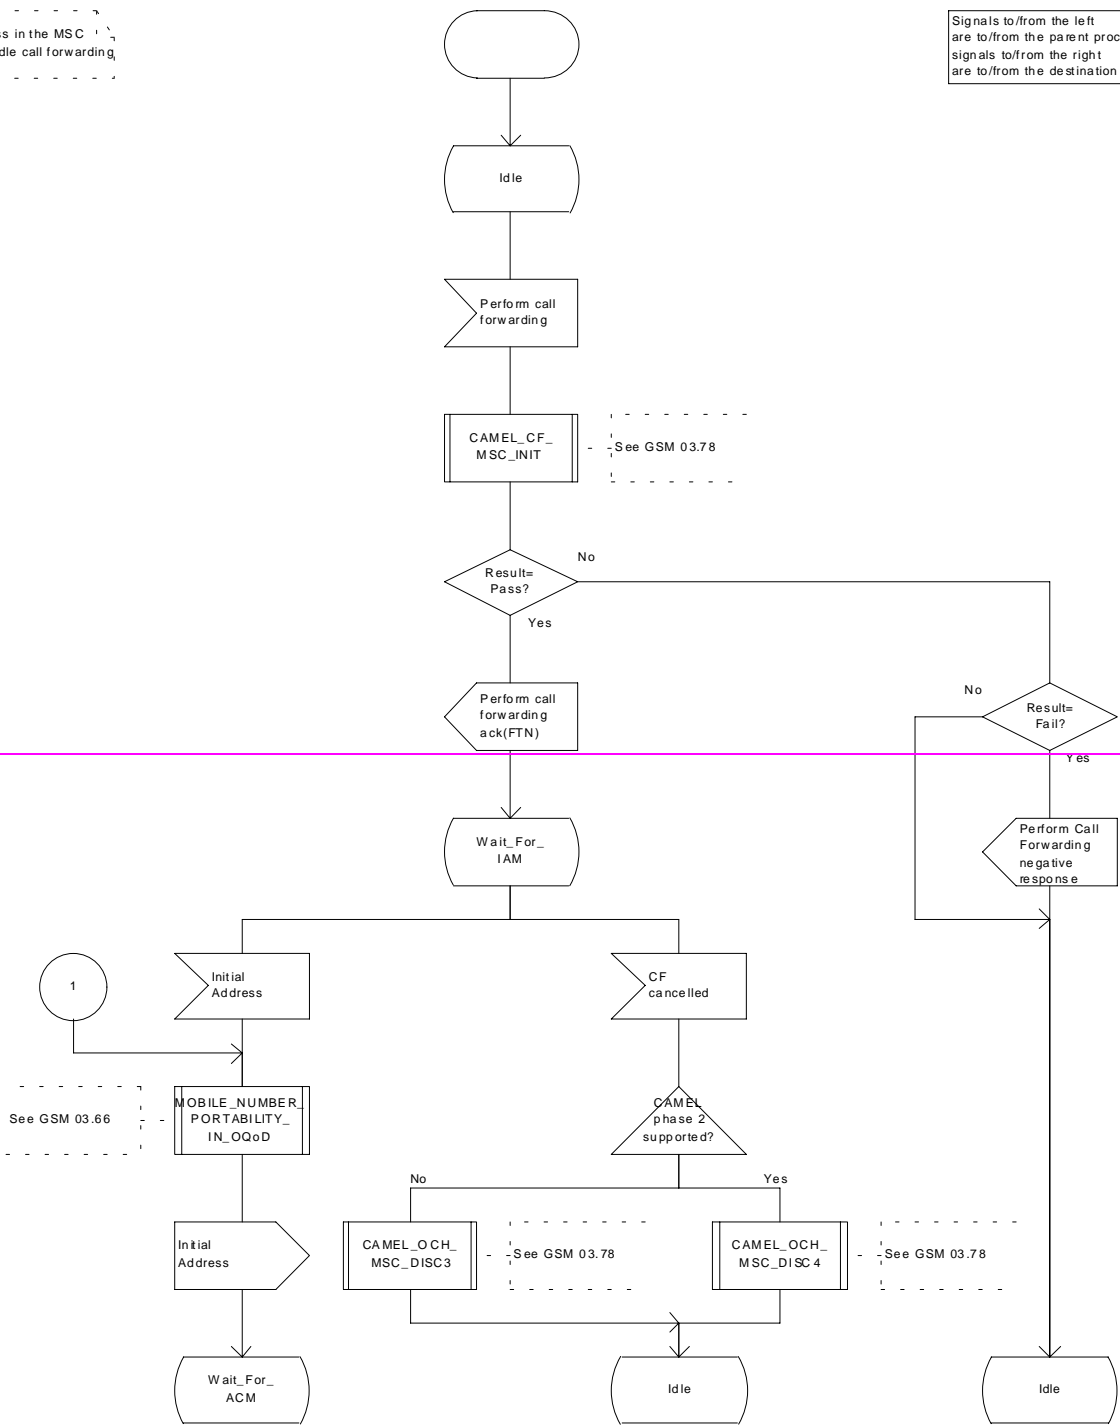 ss in the MSC
dle call forwarding
Signals to/from the left
are to/from the parent proc
signals to/from the right
are to/from the destination
Idle
Perform call
forwarding
CAMEL_CF_
MSC_INIT
See GSM 03.78
Result=
Pass?
No
Yes
Perform call
forwarding
ack(FTN)
No
Result=
Fail?
Yes
Wait_For_
IAM
Perform Call
Forwarding
negative
response
1
Initial
Address
CF
cancelled
See GSM 03.66
MOBILE_NUMBER_
PORTABILITY_
IN_OQoD
CAMEL
phase 2
supported?
No
Yes
Initial
Address
CAMEL_OCH_
MSC_DISC3
See GSM 03.78
CAMEL_OCH_
MSC_DISC4
See GSM 03.78
Wait_For_
ACM
Idle
Idle